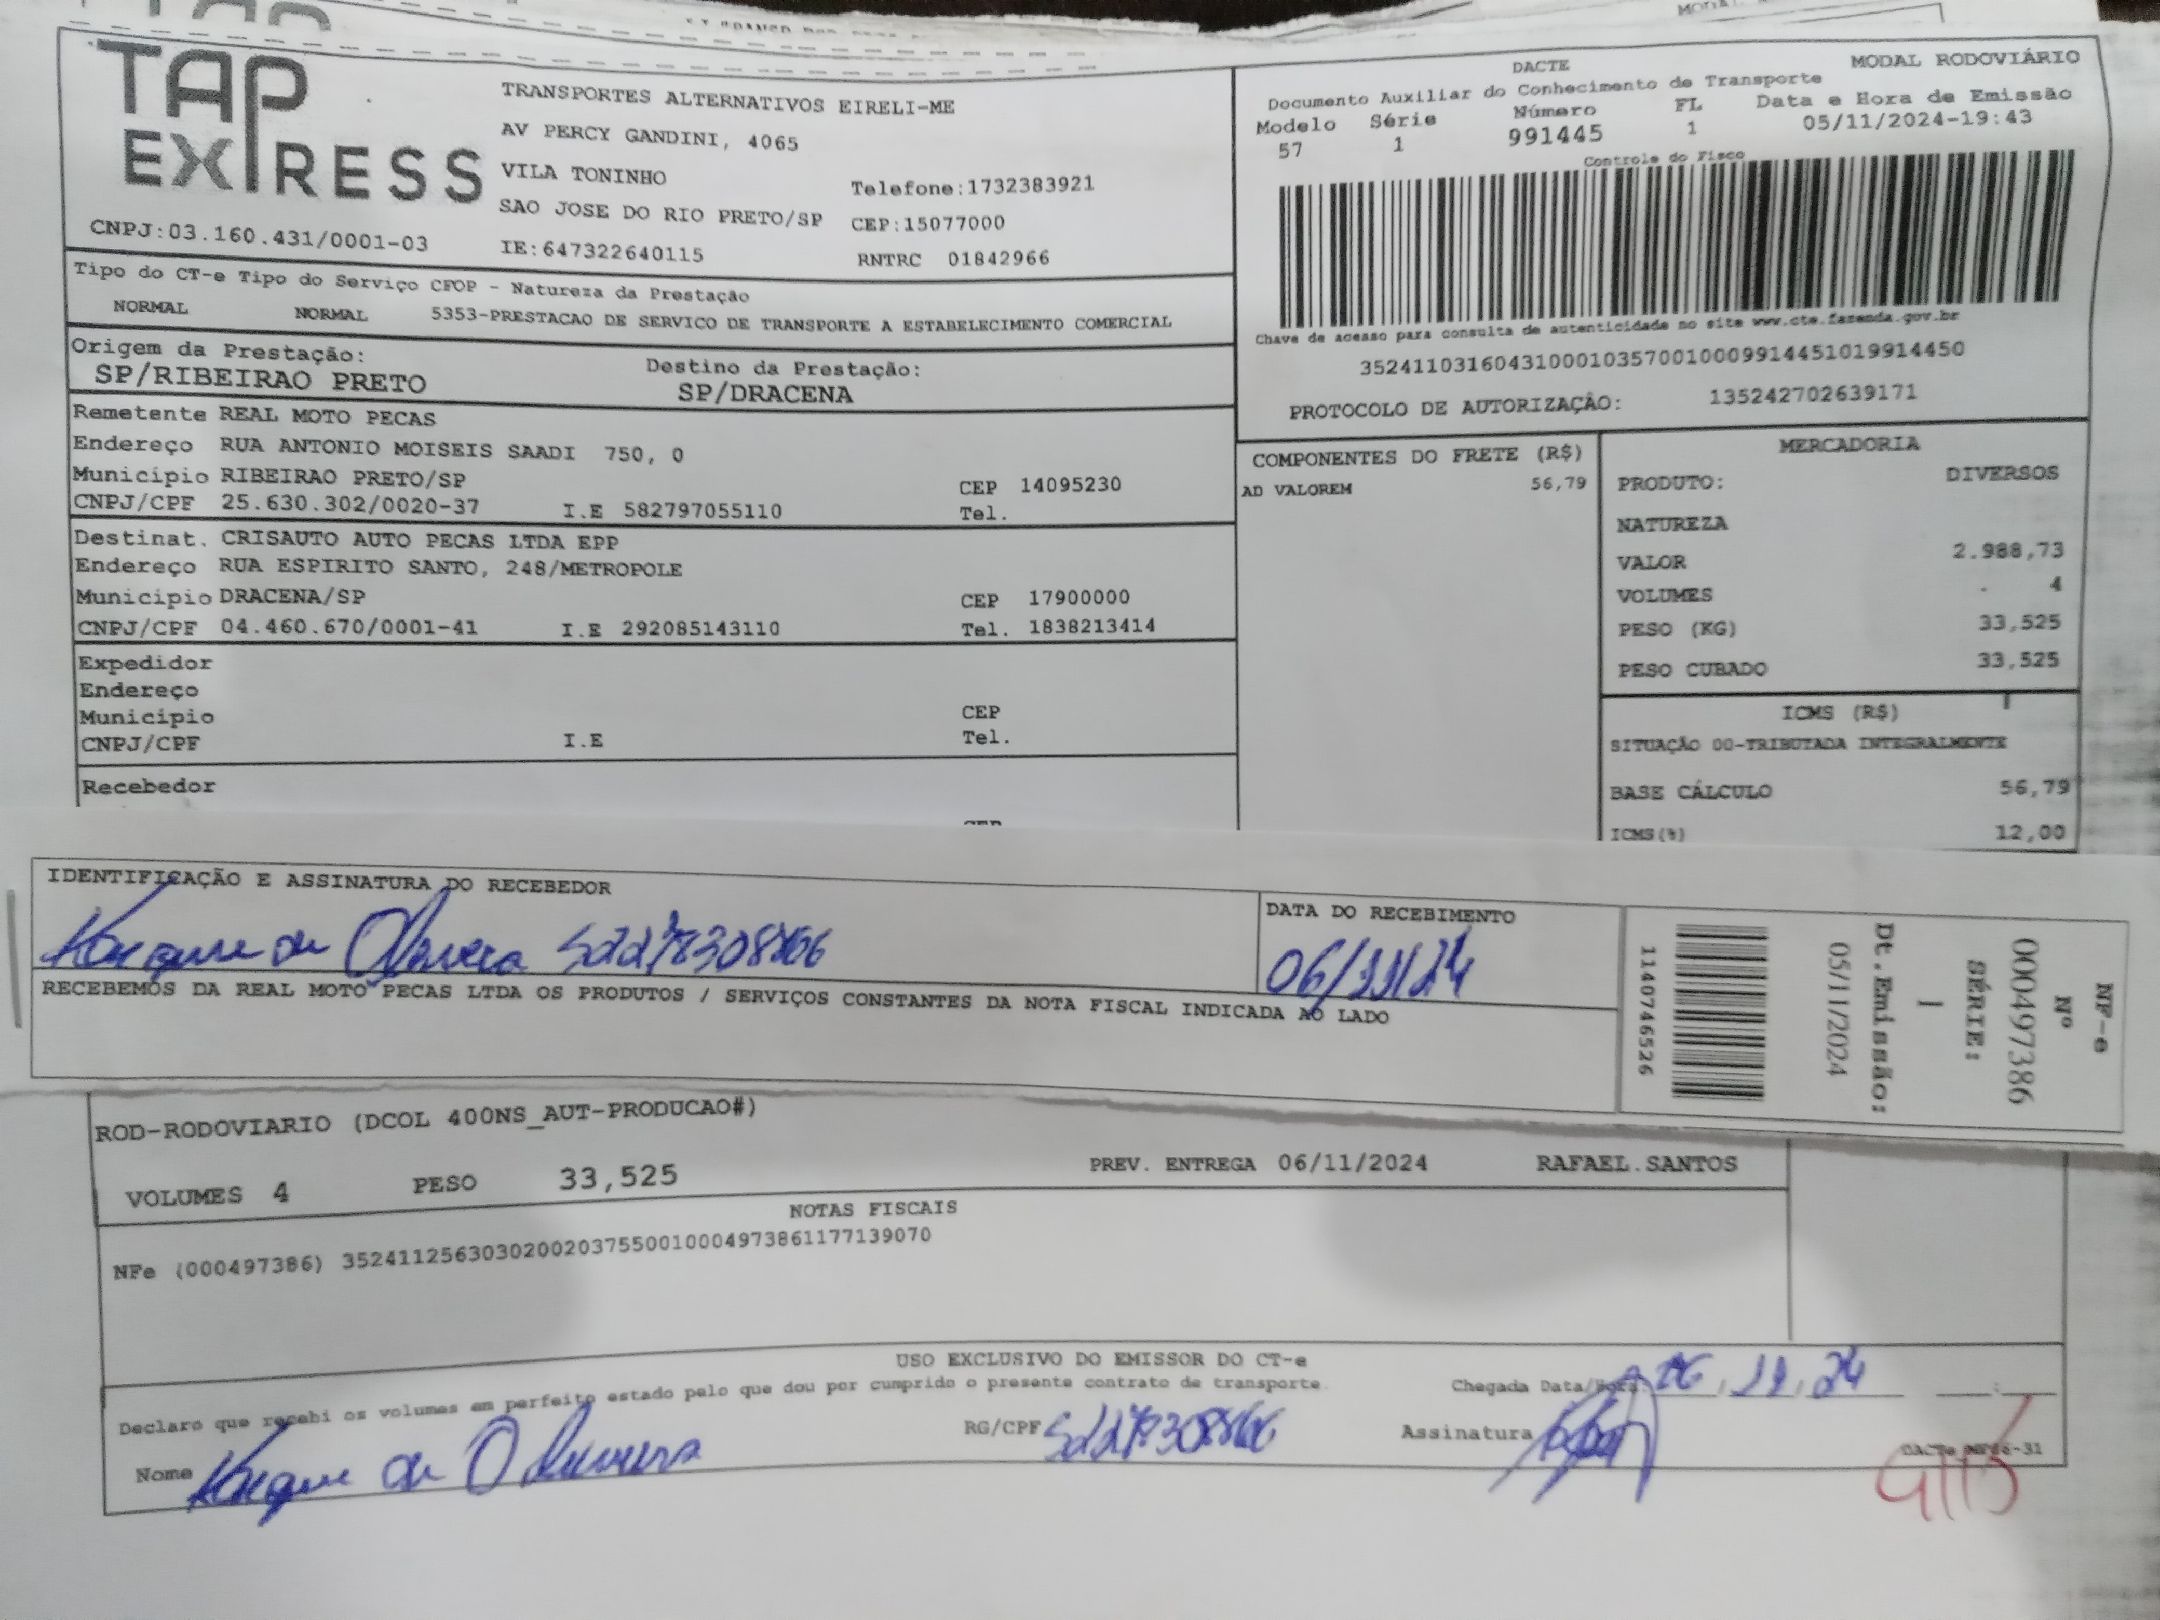 TAP
EXPRESS
CNPJ:03.160.431/0001-03
TRANSPORTES ALTERNATIVOS EIRELI-ME
AV PERCY GANDINI, 4065
VILA TONINHO
SAO JOSE DO RIO PRETO/SP
IE:647322640115
Telefone:1732383921
CEP:15077000
RNTRC 01842966
DACTE
MODAL RODOVIÁRIO
Documento Auxiliar do Conhecimento de Transporte
Modelo Série Número FL Data e Hora de Emissão
57 1 991445 1 05/11/2024-19:43
Controle do Fisco
Chave de acesso para consulta de autenticidade no site www.cte.fazenda.gov.br
35241103160431000103570010009914451019914450
PROTOCOLO DE AUTORIZAÇÃO: 135242702639171
Tipo do CT-e Tipo do Serviço CFOP - Natureza da Prestação
NORMAL NORMAL 5353-PRESTACAO DE SERVICO DE TRANSPORTE A ESTABELECIMENTO COMERCIAL
Origem da Prestação: Destino da Prestação:
SP/RIBEIRAO PRETO SP/DRACENA
Remetente REAL MOTO PECAS
Endereço RUA ANTONIO MOISEIS SAADI 750, 0
Município RIBEIRAO PRETO/SP CEP 14095230
CNPJ/CPF 25.630.302/0020-37 I.E 582797055110 Tel.
Destinat. CRISAUTO AUTO PECAS LTDA EPP
Endereço RUA ESPIRITO SANTO, 248/METROPOLE
Município DRACENA/SP CEP 17900000
CNPJ/CPF 04.460.670/0001-41 I.E 292085143110 Tel. 1838213414
Expedidor
Endereço
Município CEP
CNPJ/CPF I.E Tel.
Recebedor
COMPONENTES DO FRETE (R$)
AD VALOREM 56,79
MERCADORIA
PRODUTO: DIVERSOS
NATUREZA
VALOR 2.988,73
VOLUMES 4
PESO (KG) 33,525
PESO CUBADO 33,525
ICMS (R$)
SITUAÇÃO 00-TRIBUTADA INTEGRALMENTE
BASE CÁLCULO 56,79
ICMS(%) 12,00
IDENTIFICAÇÃO E ASSINATURA DO RECEBEDOR
de Oliveira
DATA DO RECEBIMENTO
06/11/24
RECEBEMOS DA REAL MOTO PECAS LTDA OS PRODUTOS / SERVIÇOS CONSTANTES DA NOTA FISCAL INDICADA AO LADO
NF-e
Nº
000497386
SÉRIE:
1
Dt.Emissão:
05/11/2024
1140746526
ROD-RODOVIARIO (DCOL 400NS_AUT-PRODUCAO#)
VOLUMES 4 PESO 33,525 PREV. ENTREGA 06/11/2024 RAFAEL.SANTOS
NOTAS FISCAIS
NFe (000497386) 35241125630302002037550010004973861177139070
USO EXCLUSIVO DO EMISSOR DO CT-e
Declaro que recebi os volumes em perfeito estado pelo que dou por cumprido o presente contrato de transporte.
Chegada Data/Hora: 06.11.24
Nome de Oliveira RG/CPF Assinatura